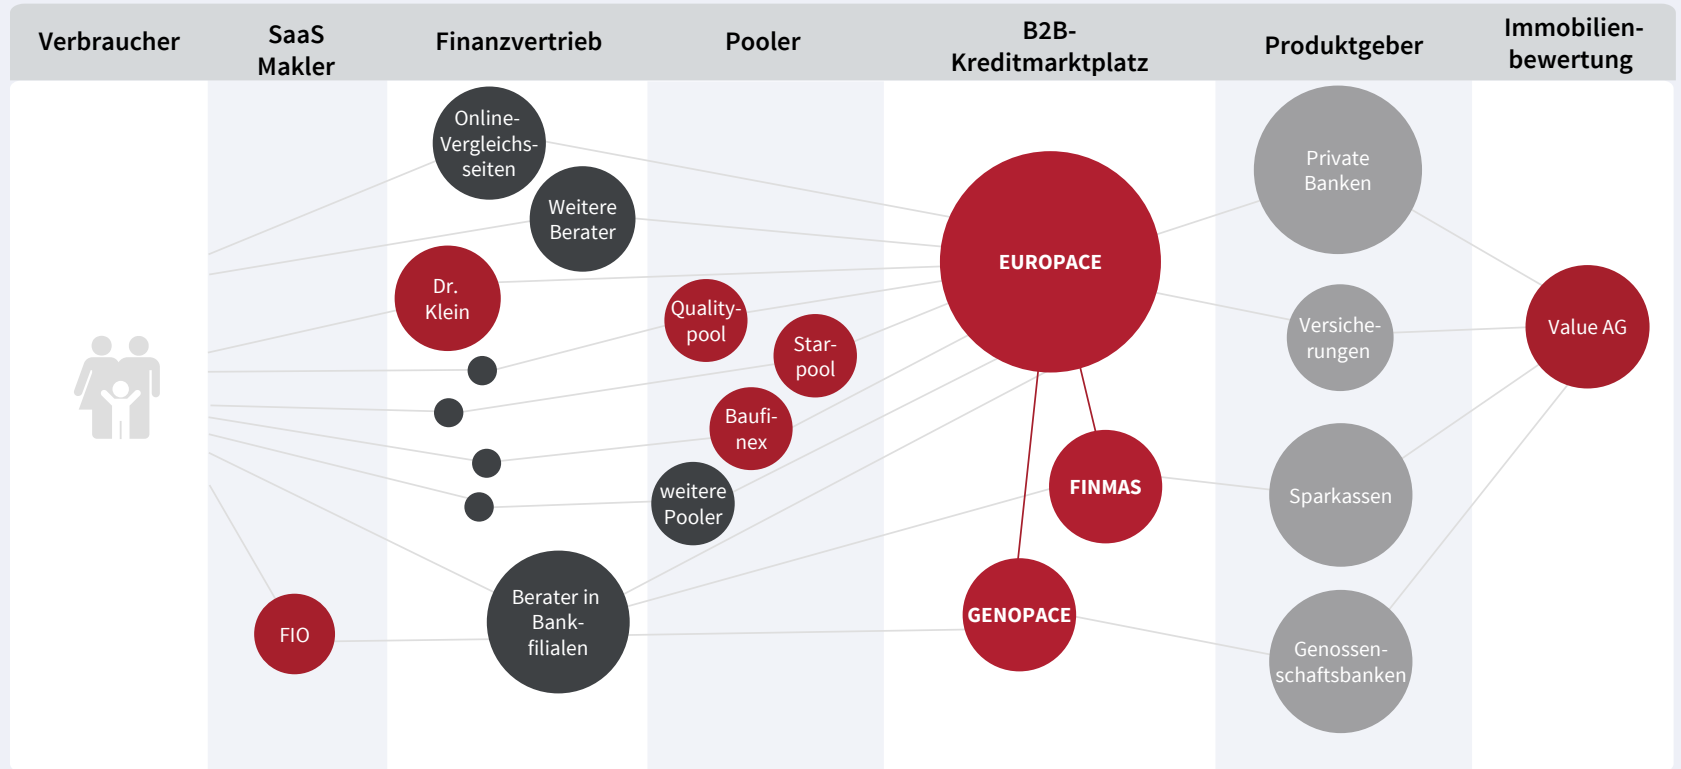 Verbraucher
SaaS
Makler
Finanzvertrieb
Pooler
B2B-
Kreditmarktplatz
Produktgeber
Immobilien-
bewertung
Online-
Vergleichs-
seiten
Weitere
Berater
Dr.
Klein
Berater in
Bank-
filialen
FIO
Quality-
pool
Star-
pool
Baufi-
nex
weitere
Pooler
EUROPACE
FINMAS
GENOPACE
Private
Banken
Versiche-
rungen
Sparkassen
Genossen-
schaftsbanken
Value AG